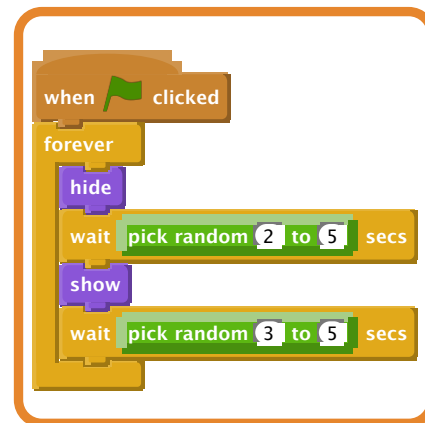 when clicked
forever
hide
wait pick random 2 to 5 secs
show
wait pick random 3 to 5 secs